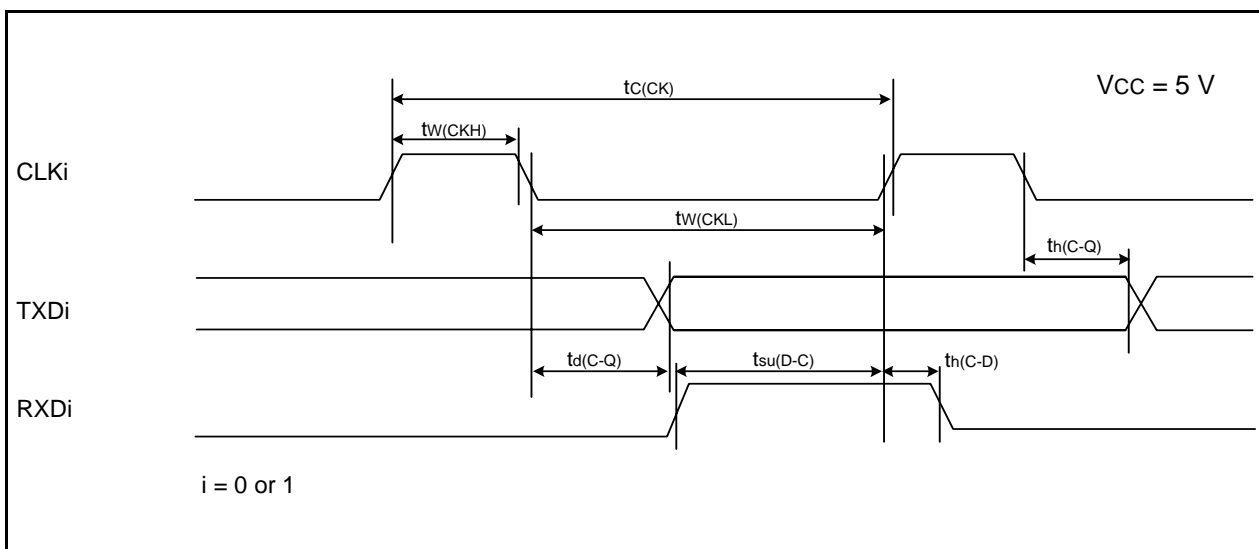 VCC = 5 V
tC(CK)
tW(CKH)
CLKi
tW(CKL)
th(C-Q)
TXDi
td(C-Q)
tsu(D-C)
th(C-D)
RXDi
i = 0 or 1